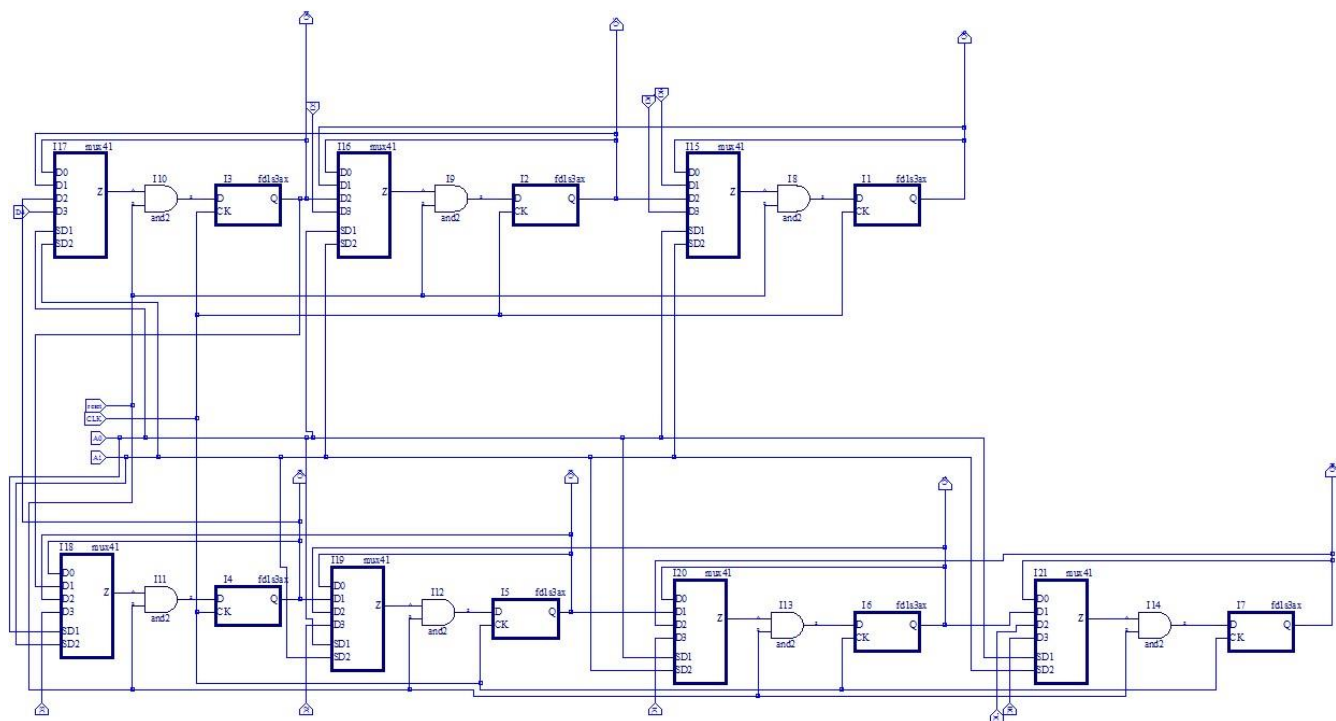 I17 mux41
D0
D1
D2
D3
SD1
SD2
Z
I10
and2
I3 fd1s3ax
D
CK
Q
I16 mux41
D0
D1
D2
D3
SD1
SD2
Z
I9
and2
I2 fd1s3ax
D
CK
Q
I15 mux41
D0
D1
D2
D3
SD1
SD2
Z
I8
and2
I1 fd1s3ax
D
CK
Q
CLK
A0
A1
I18 mux41
D0
D1
D2
D3
SD1
SD2
Z
I11
and2
I4 fd1s3ax
D
CK
Q
I19 mux41
D0
D1
D2
D3
SD1
SD2
Z
I12
and2
I5 fd1s3ax
D
CK
Q
I20 mux41
D0
D1
D2
D3
SD1
SD2
Z
I13
and2
I6 fd1s3ax
D
CK
Q
I21 mux41
D0
D1
D2
D3
SD1
SD2
Z
I14
and2
I7 fd1s3ax
D
CK
Q